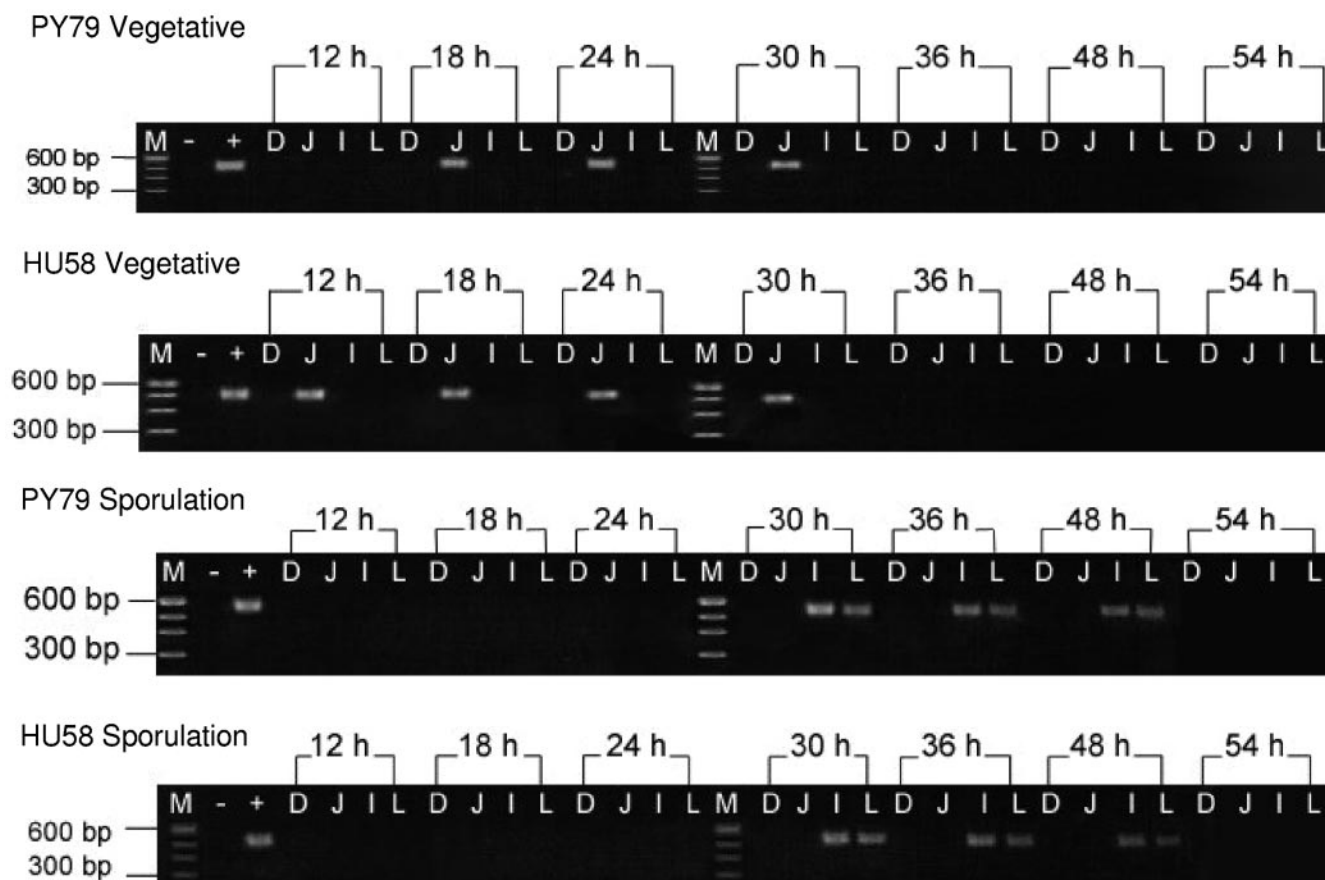 PY79 Vegetative
12 h 18 h 24 h 30 h 36 h 48 h 54 h
M - + D J I L D J I L D J I L M D J I L D J I L D J I L D J I L
600 bp
300 bp
HU58 Vegetative
12 h 18 h 24 h 30 h 36 h 48 h 54 h
M - + D J I L D J I L D J I L M D J I L D J I L D J I L D J I L
600 bp
300 bp
PY79 Sporulation
12 h 18 h 24 h 30 h 36 h 48 h 54 h
M - + D J I L D J I L D J I L M D J I L D J I L D J I L D J I L
600 bp
300 bp
HU58 Sporulation
12 h 18 h 24 h 30 h 36 h 48 h 54 h
M - + D J I L D J I L D J I L M D J I L D J I L D J I L D J I L
600 bp
300 bp